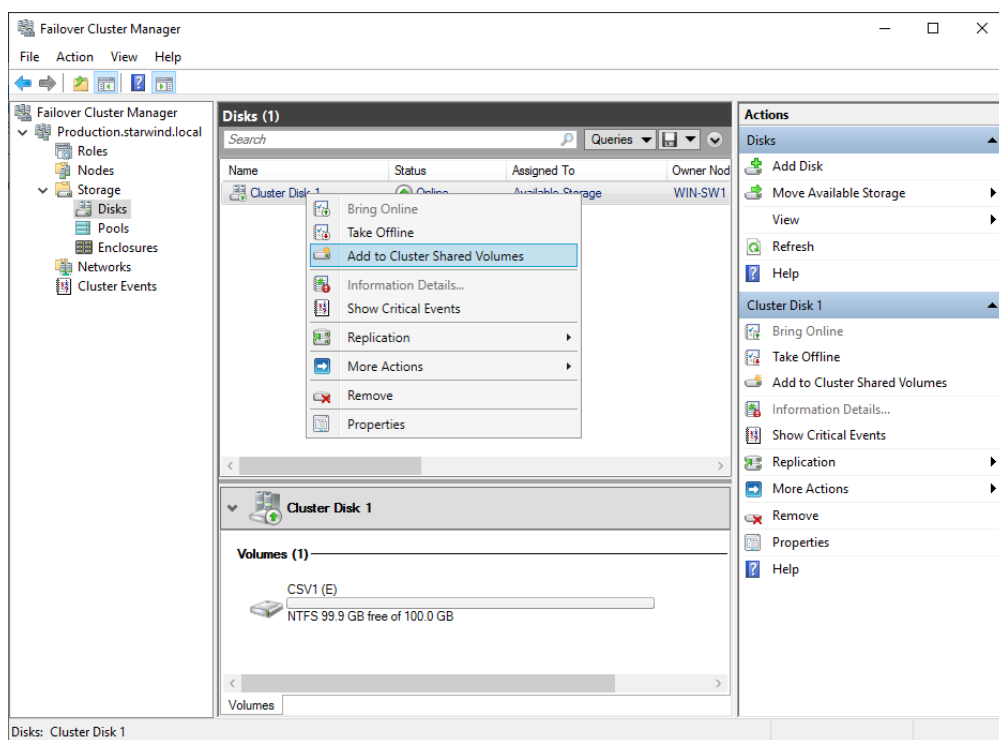 Failover Cluster Manager
File Action View Help
Failover Cluster Manager
Production.starwind.local
Roles
Nodes
Storage
Disks
Pools
Enclosures
Networks
Cluster Events
Disks (1)
Search
Queries
Name Status Assigned To Owner Nod
Cluster Disk 1 Online Available Storage WIN-SW1
Bring Online
Take Offline
Add to Cluster Shared Volumes
Information Details...
Show Critical Events
Replication
More Actions
Remove
Properties
Cluster Disk 1
Volumes (1)
CSV1 (E)
NTFS 99.9 GB free of 100.0 GB
Volumes
Actions
Disks
Add Disk
Move Available Storage
View
Refresh
Help
Cluster Disk 1
Bring Online
Take Offline
Add to Cluster Shared Volumes
Information Details...
Show Critical Events
Replication
More Actions
Remove
Properties
Help
Disks: Cluster Disk 1